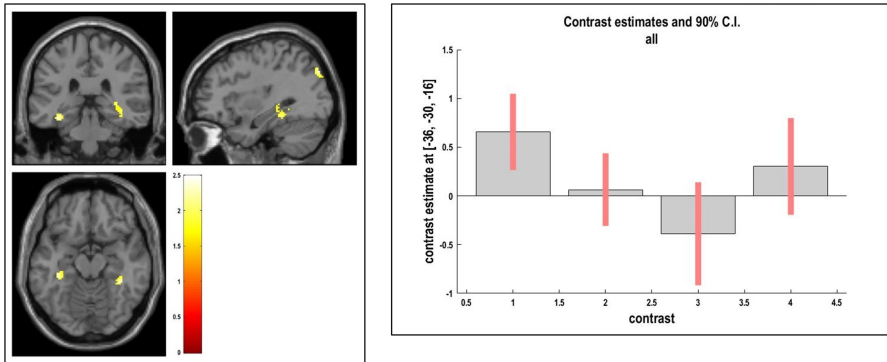 2.5
2
1.5
1
0.5
0
Contrast estimates and 90% C.I.
all
contrast estimate at [-36, -30, -16]
1.5
1
0.5
0
-0.5
-1
0.5 1 1.5 2 2.5 3 3.5 4 4.5
contrast